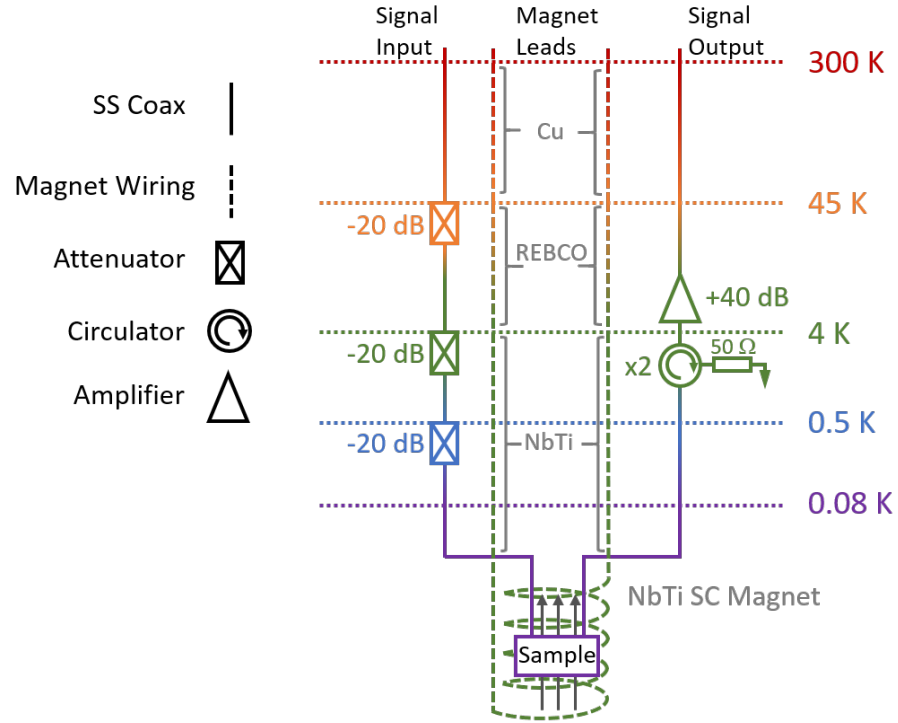 Signal
Input
Magnet
Leads
Signal
Output
300 K
SS Coax
Cu
Magnet Wiring
45 K
-20 dB
REBCO
Attenuator
+40 dB
Circulator
4 K
-20 dB
x2
50 Ω
Amplifier
0.5 K
-20 dB
NbTi
0.08 K
NbTi SC Magnet
Sample